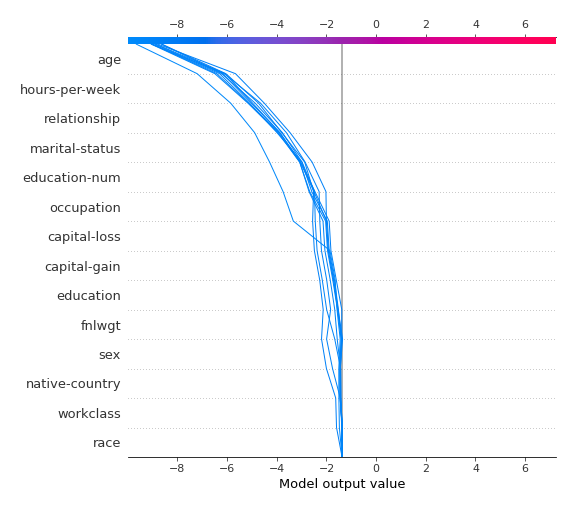 −8 −6 −4 −2 0 2 4 6
age
hours-per-week
relationship
marital-status
education-num
occupation
capital-loss
capital-gain
education
fnlwgt
sex
native-country
workclass
race
−8 −6 −4 −2 0 2 4 6
Model output value